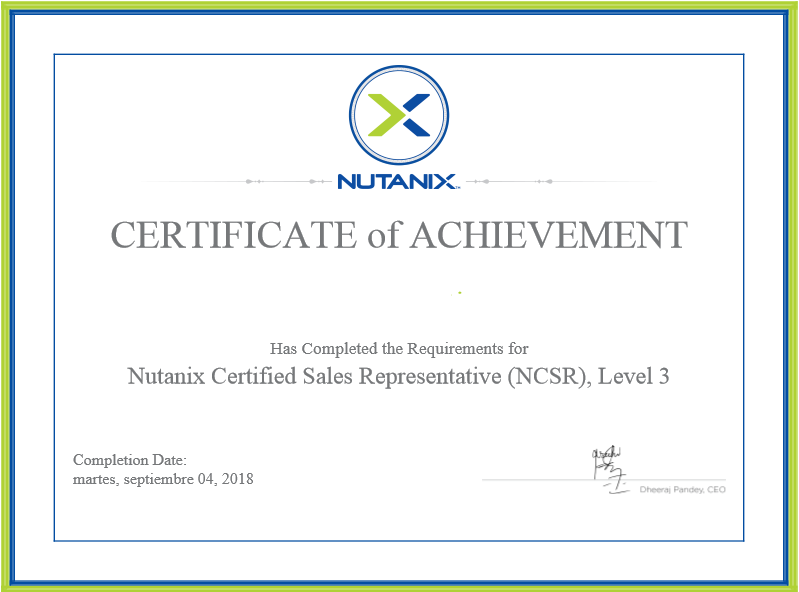 NUTANIX™
CERTIFICATE of ACHIEVEMENT
Has Completed the Requirements for
Nutanix Certified Sales Representative (NCSR), Level 3
Completion Date:
martes, septiembre 04, 2018
Dheeraj Pandey, CEO